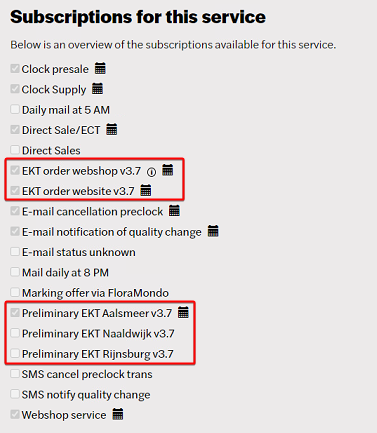 Subscriptions for this service
Below is an overview of the subscriptions available for this service.
Clock presale
Clock Supply
Daily mail at 5 AM
Direct Sale/ECT
Direct Sales
EKT order webshop v3.7
EKT order website v3.7
E-mail cancellation preclock
E-mail notification of quality change
E-mail status unknown
Mail daily at 8 PM
Marking offer via FloraMondo
Preliminary EKT Aalsmeer v3.7
Preliminary EKT Naaldwijk v3.7
Preliminary EKT Rijnsburg v3.7
SMS cancel preclock trans
SMS notify quality change
Webshop service